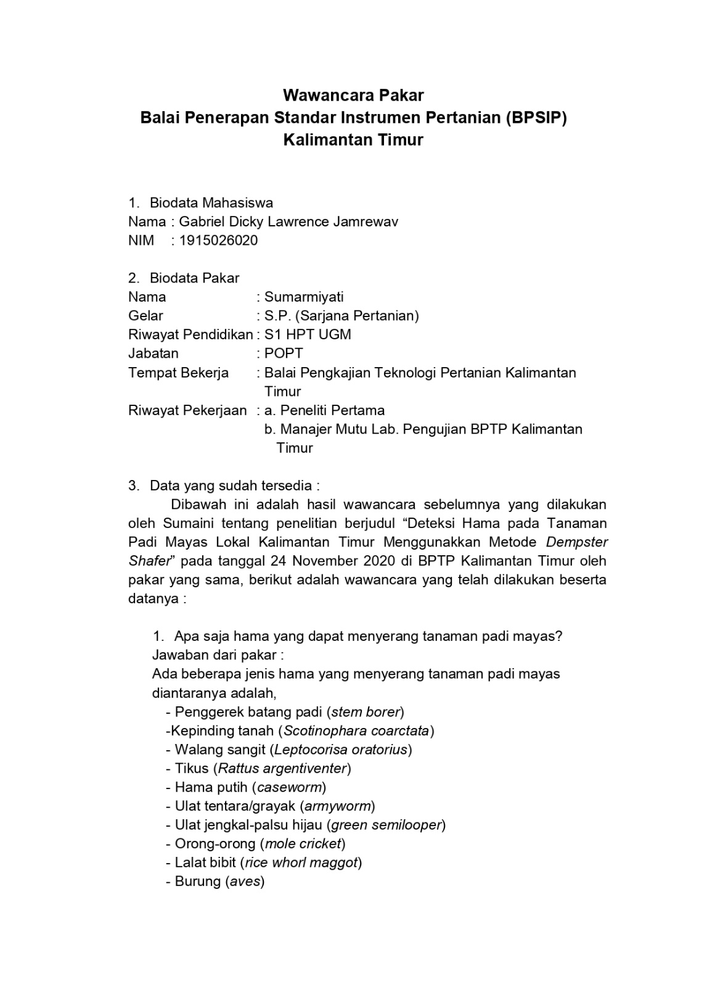 Wawancara Pakar
Balai Penerapan Standar Instrumen Pertanian (BPSIP)
Kalimantan Timur
1. Biodata Mahasiswa
Nama : Gabriel Dicky Lawrence Jamrewav
NIM : 1915026020
2. Biodata Pakar
Nama : Sumarmiyati
Gelar : S.P. (Sarjana Pertanian)
Riwayat Pendidikan : S1 HPT UGM
Jabatan : POPT
Tempat Bekerja : Balai Pengkajian Teknologi Pertanian Kalimantan
Timur
Riwayat Pekerjaan : a. Peneliti Pertama
b. Manajer Mutu Lab. Pengujian BPTP Kalimantan
Timur
3. Data yang sudah tersedia :
Dibawah ini adalah hasil wawancara sebelumnya yang dilakukan
oleh Sumaini tentang penelitian berjudul “Deteksi Hama pada Tanaman
Padi Mayas Lokal Kalimantan Timur Menggunakkan Metode Dempster
Shafer” pada tanggal 24 November 2020 di BPTP Kalimantan Timur oleh
pakar yang sama, berikut adalah wawancara yang telah dilakukan beserta
datanya :
1. Apa saja hama yang dapat menyerang tanaman padi mayas?
Jawaban dari pakar :
Ada beberapa jenis hama yang menyerang tanaman padi mayas
diantaranya adalah,
- Penggerek batang padi (stem borer)
-Kepinding tanah (Scotinophara coarctata)
- Walang sangit (Leptocorisa oratorius)
- Tikus (Rattus argentiventer)
- Hama putih (caseworm)
- Ulat tentara/grayak (armyworm)
- Ulat jengkal-palsu hijau (green semilooper)
- Orong-orong (mole cricket)
- Lalat bibit (rice whorl maggot)
- Burung (aves)